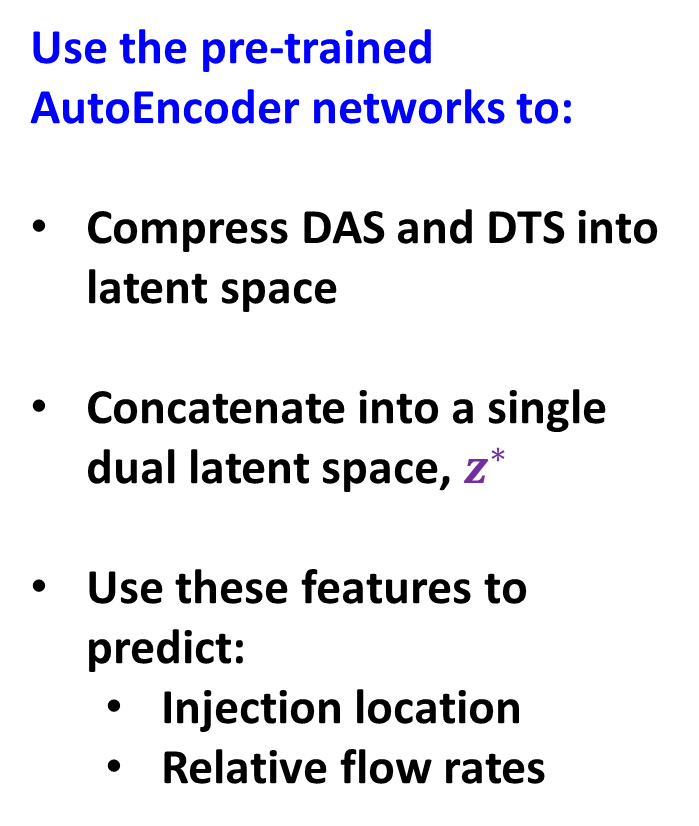 Use the pre-trained
AutoEncoder networks to:
• Compress DAS and DTS into
latent space
• Concatenate into a single
dual latent space, z*
• Use these features to
predict:
• Injection location
• Relative flow rates